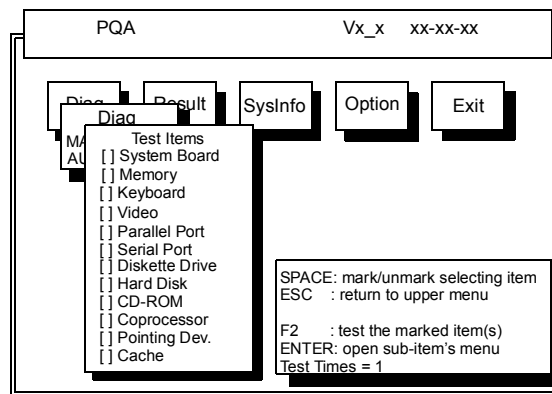 PQA Vx_x xx-xx-xx
Diag Result SysInfo Option Exit
Diag
MA
AU
Test Items
[ ] System Board
[ ] Memory
[ ] Keyboard
[ ] Video
[ ] Parallel Port
[ ] Serial Port
[ ] Diskette Drive
[ ] Hard Disk
[ ] CD-ROM
[ ] Coprocessor
[ ] Pointing Dev.
[ ] Cache
SPACE: mark/unmark selecting item
ESC : return to upper menu
F2 : test the marked item(s)
ENTER: open sub-item's menu
Test Times = 1